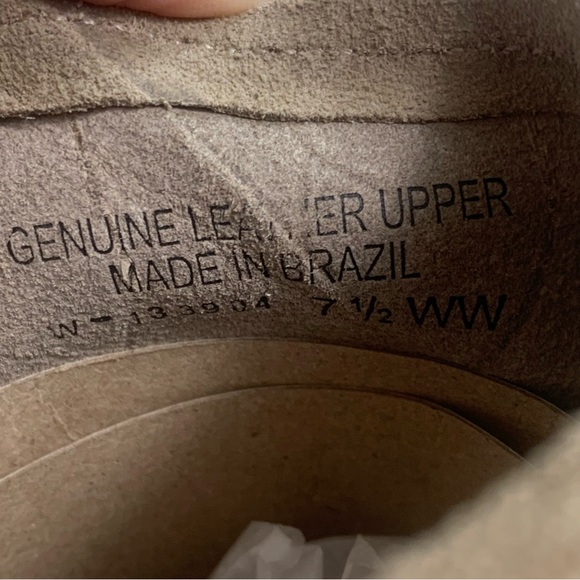 GENUINE LEATHER UPPER
MADE IN BRAZIL
W-133904 7 1/2 WW